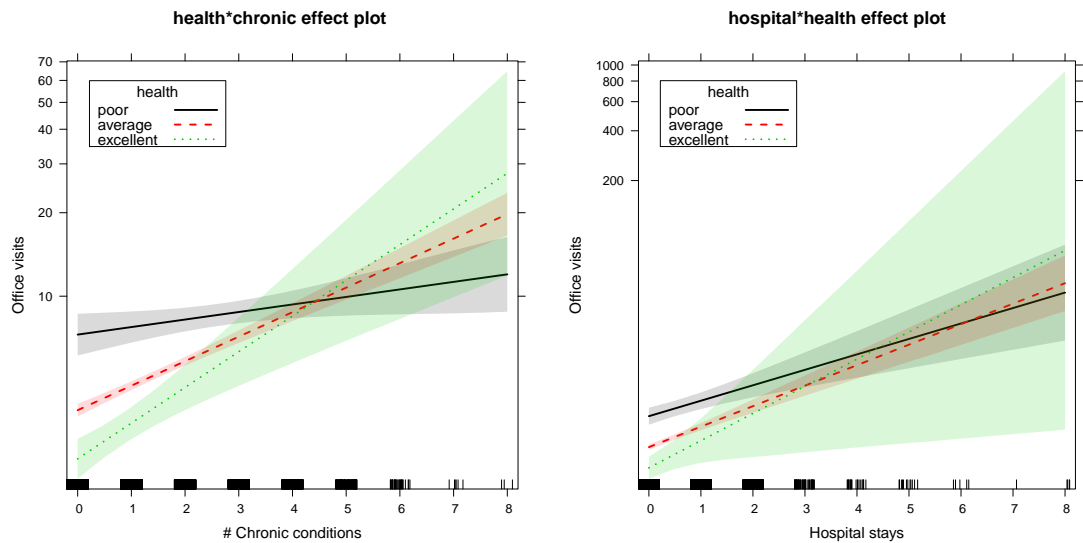 health*chronic effect plot
70
60
50
40
30
20
10
Office visits
health
poor
average
excellent
0 1 2 3 4 5 6 7 8
# Chronic conditions
hospital*health effect plot
1000
800
600
400
200
Office visits
health
poor
average
excellent
0 1 2 3 4 5 6 7 8
Hospital stays